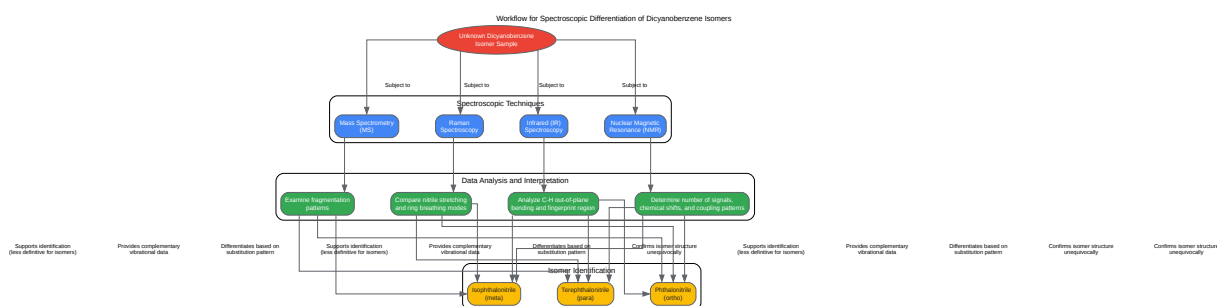 Workflow for Spectroscopic Differentiation of Dicyanobenzene Isomers
Unknown Dicyanobenzene
Isomer Sample
Subject to
Subject to
Subject to
Subject to
Spectroscopic Techniques
Mass Spectrometry
(MS)
Raman
Spectroscopy
Infrared (IR)
Spectroscopy
Nuclear Magnetic
Resonance (NMR)
Data Analysis and Interpretation
Examine fragmentation
patterns
Compare nitrile stretching
and ring breathing modes
Analyze C-H out-of-plane
bending and fingerprint region
Determine number of signals,
chemical shifts, and coupling patterns
Supports identification
(less definitive for isomers)
Provides complementary
vibrational data
Differentiates based on
substitution pattern
Supports identification
(less definitive for isomers)
Provides complementary
vibrational data
Differentiates based on
substitution pattern
Confirms isomer structure
unequivocally
Supports identification
(less definitive for isomers)
Provides complementary
vibrational data
Differentiates based on
substitution pattern
Confirms isomer structure
unequivocally
Confirms isomer structure
unequivocally
Isomer Identification
Isophthalonitrile
(meta)
Terephthalonitrile
(para)
Phthalonitrile
(ortho)